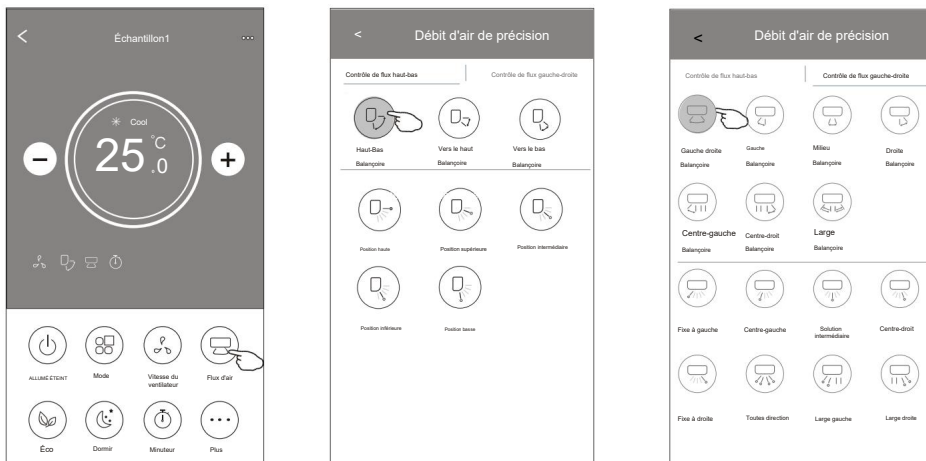 < Échantillon1 ...
Cool
25.0 °C
− +
ALLUMÉ ÉTEINT Mode Vitesse du
ventilateur Flux d'air
Éco Dormir Minuteur Plus
< Débit d'air de précision
Contrôle de flux haut-bas Contrôle de flux gauche-droite
Haut-Bas Vers le haut Vers le bas
Balançoire Balançoire Balançoire
Position haute Position supérieure Position intermédiaire
Position inférieure Position basse
< Débit d'air de précision
Contrôle de flux haut-bas Contrôle de flux gauche-droite
Gauche droite Gauche Milieu Droite
Balançoire Balançoire Balançoire Balançoire
Centre-gauche Centre-droit Large
Balançoire Balançoire Balançoire
Fixe à gauche Centre-gauche Solution
intermédiaire Centre-droit
Fixe à droite Toutes direction Large gauche Large droite